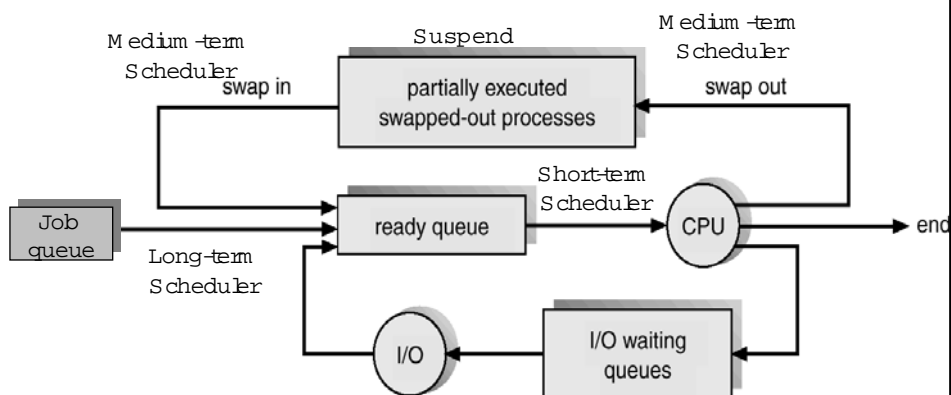 Medium-term
Scheduler
Suspend
Medium-term
Scheduler
swap in
partially executed
swapped-out processes
swap out
Job
queue
Long-term
Scheduler
ready queue
Short-term
Scheduler
CPU
end
I/O
I/O waiting
queues